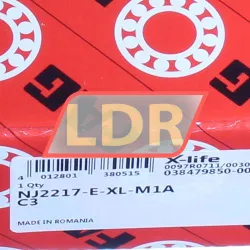 LDR
X-life
0097R0711/0030
038479850-00
4 012801 380515
1 Qty
NJ2217-E-XL-M1A
C3
MADE IN ROMANIA